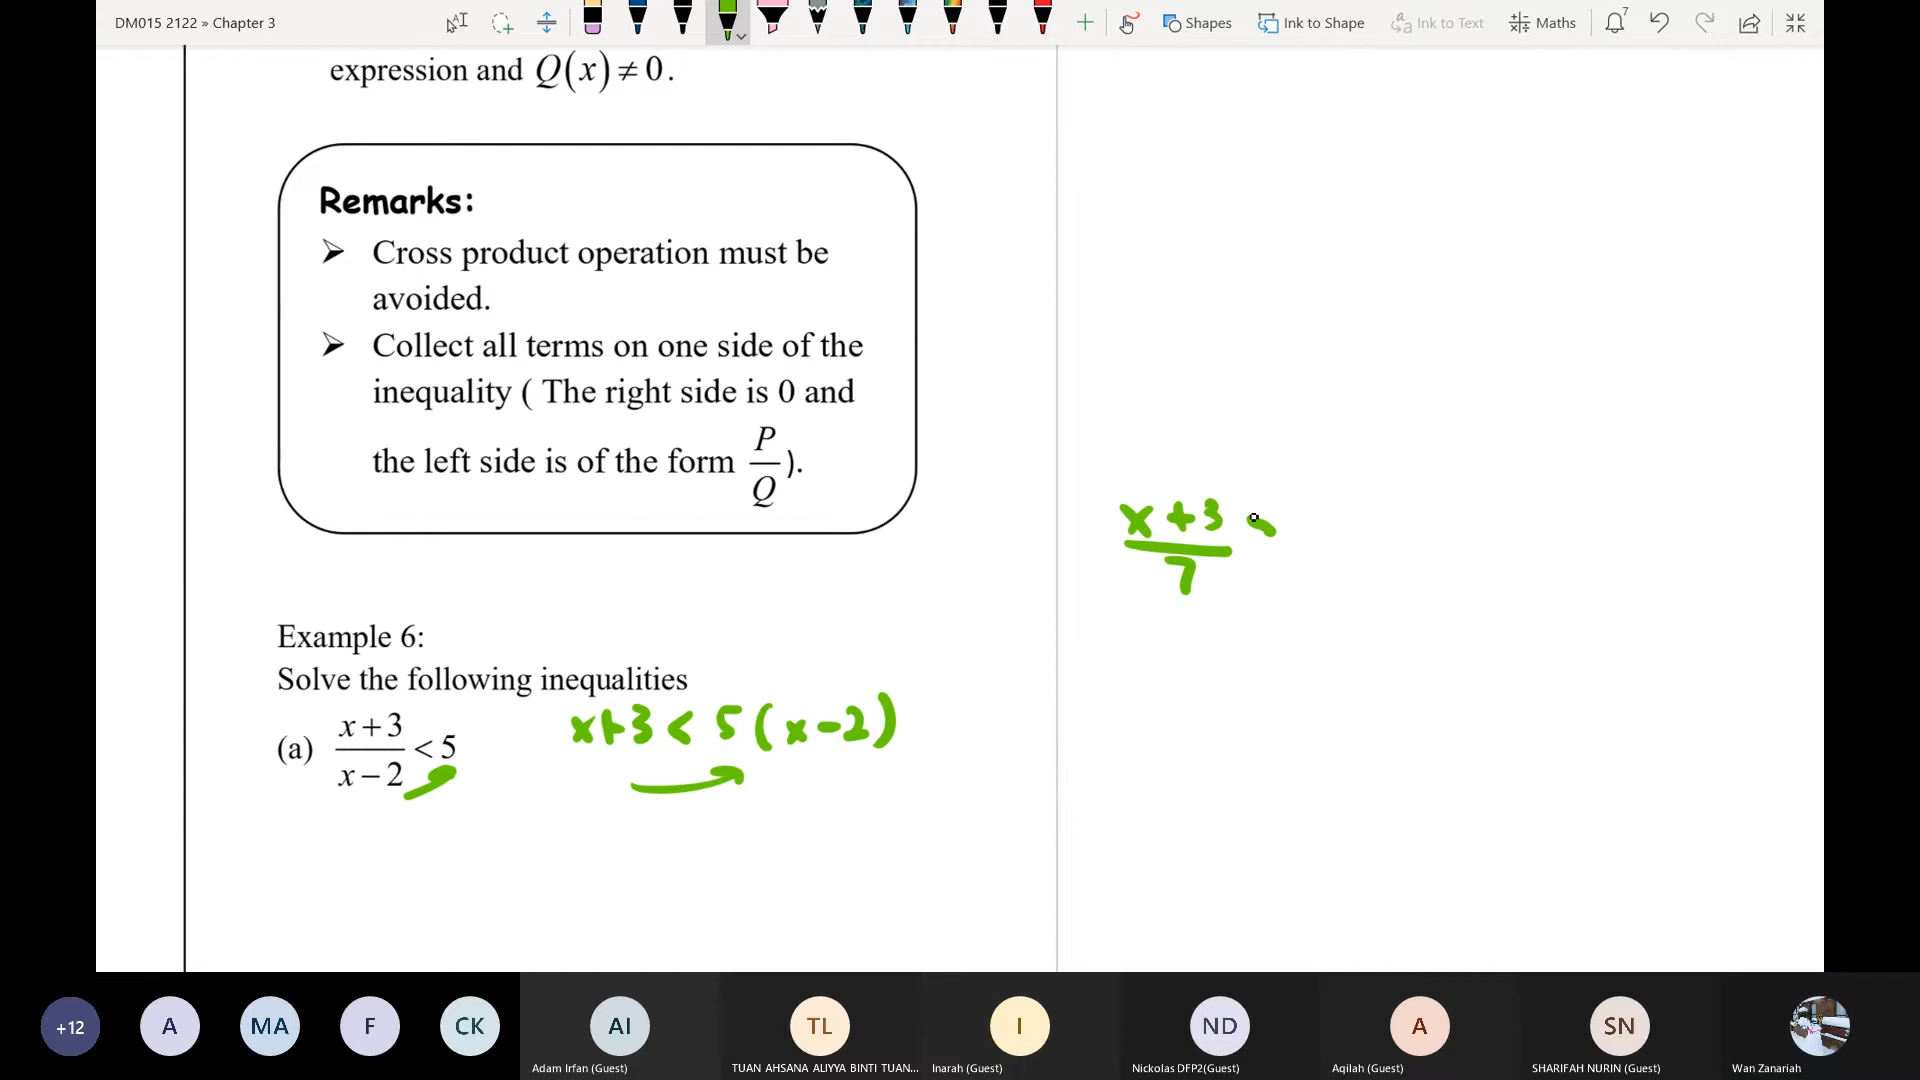 DM015 2122 » Chapter 3
Shapes
Ink to Shape
Ink to Text
Maths
7
expression and Q(x) ≠ 0.
Remarks:
➢ Cross product operation must be
avoided.
➢ Collect all terms on one side of the
inequality ( The right side is 0 and
the left side is of the form P/Q ).
x+3
7
Example 6:
Solve the following inequalities
(a) x+3/x−2 < 5
x+3 < 5(x-2)
+12
A
MA
F
CK
AI
TL
I
ND
A
SN
Adam Irfan (Guest)
TUAN AHSANA ALIYYA BINTI TUAN...
Inarah (Guest)
Nickolas DFP2(Guest)
Aqilah (Guest)
SHARIFAH NURIN (Guest)
Wan Zanariah